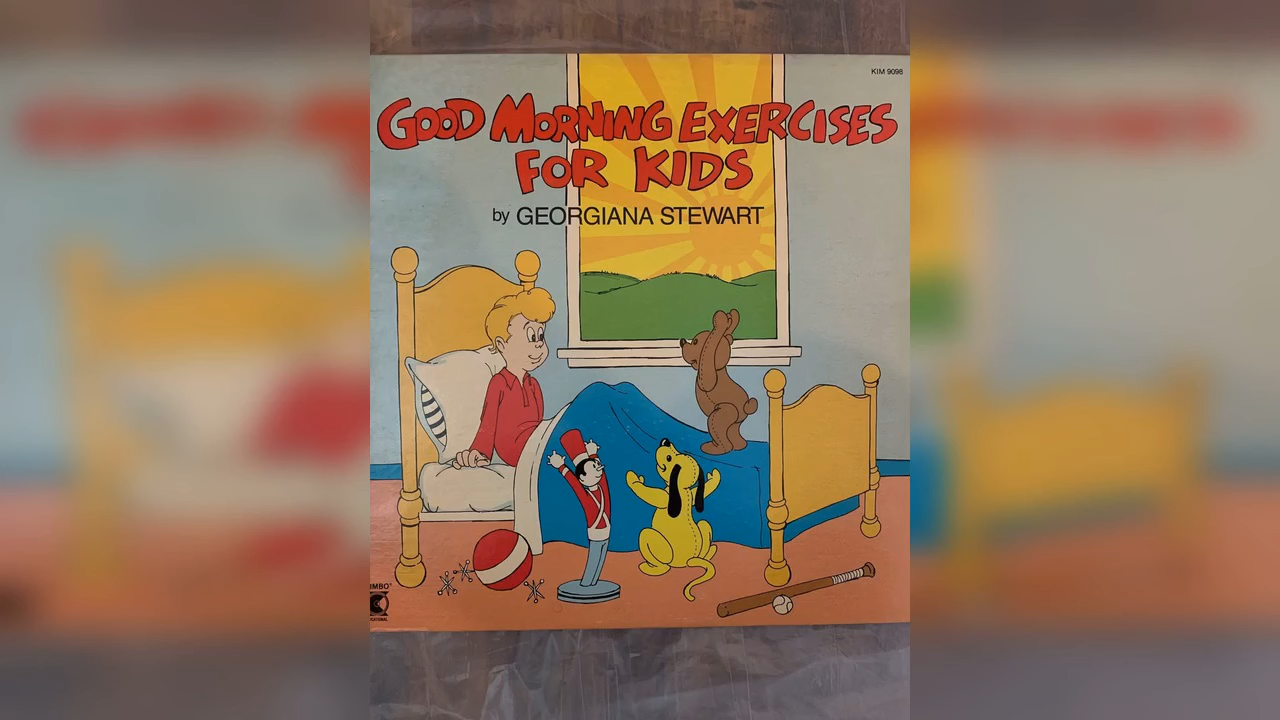 KIM 9098
GOOD MORNING EXERCISES
FOR KIDS
by GEORGIANA STEWART